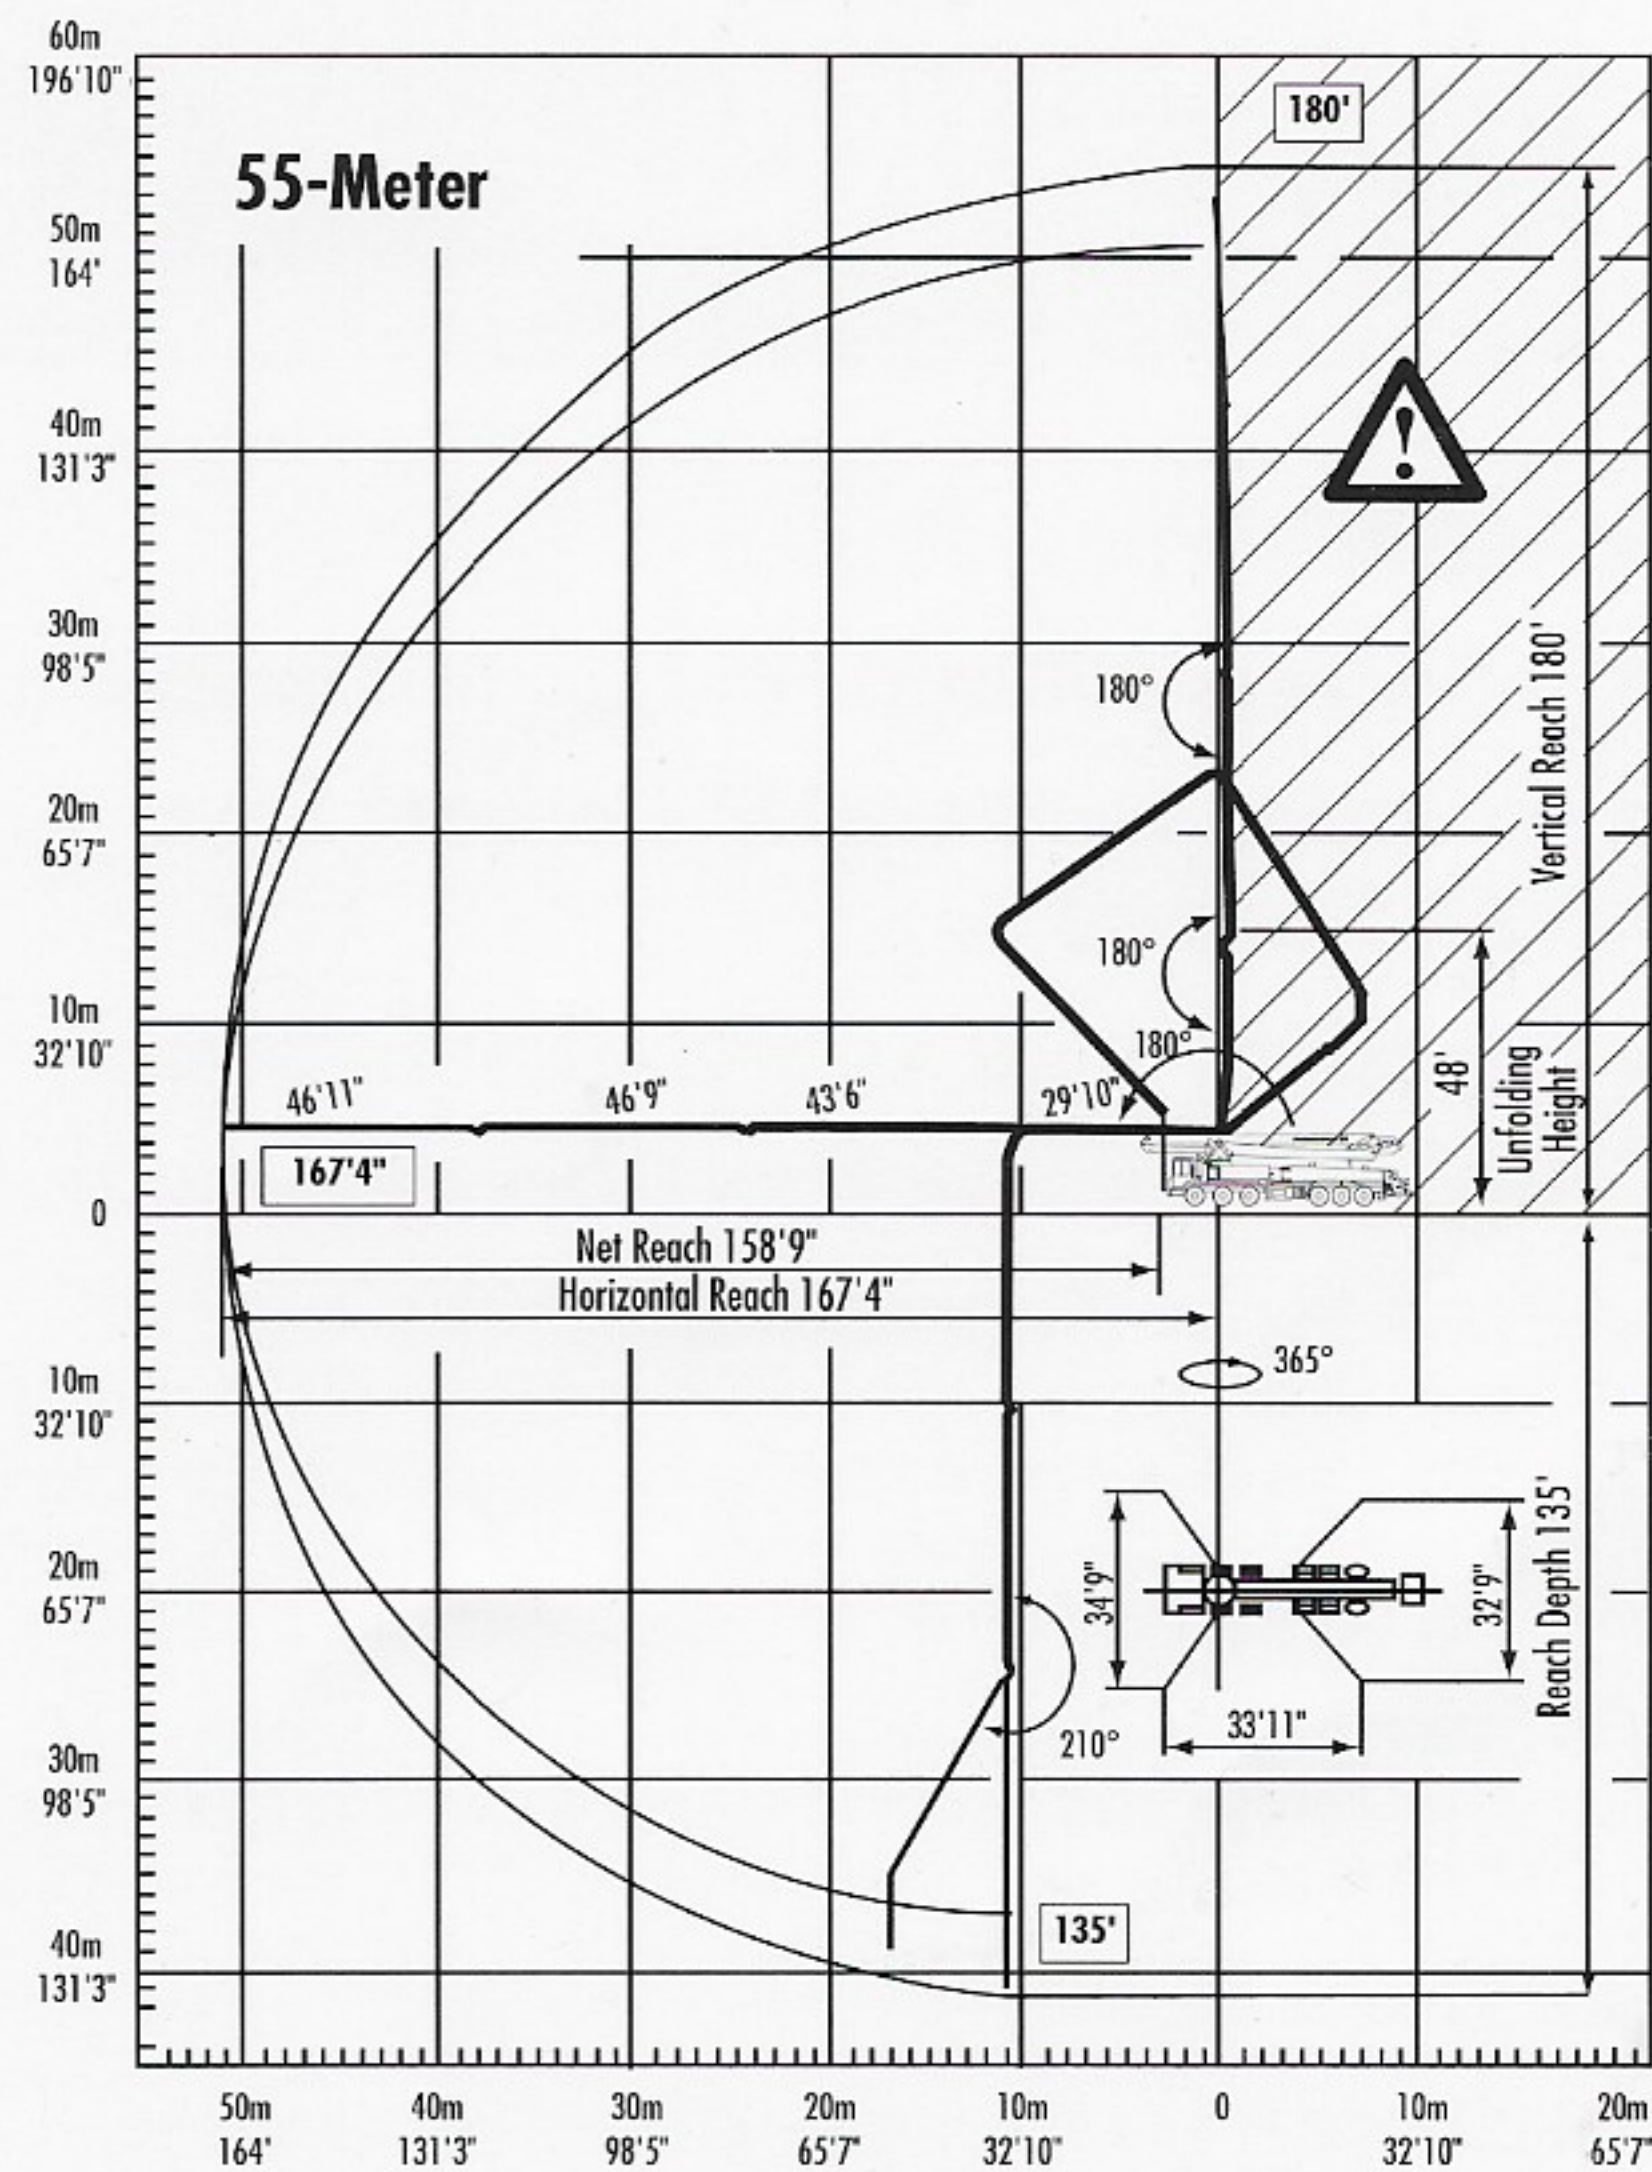 60m
196'10"
180'
55-Meter
50m
164'
40m
131'3"
!
30m
98'5"
180°
Vertical Reach 180'
20m
65'7"
180°
10m
32'10"
180°
48'
Unfolding
Height
46'11"
46'9"
43'6"
29'10"
167'4"
0
Net Reach 158'9"
Horizontal Reach 167'4"
365°
10m
32'10"
20m
65'7"
34'9"
32'9"
Reach Depth 135'
33'11"
210°
30m
98'5"
135'
40m
131'3"
50m 40m 30m 20m 10m 0 10m 20m
164' 131'3" 98'5" 65'7" 32'10" 32'10" 65'7"